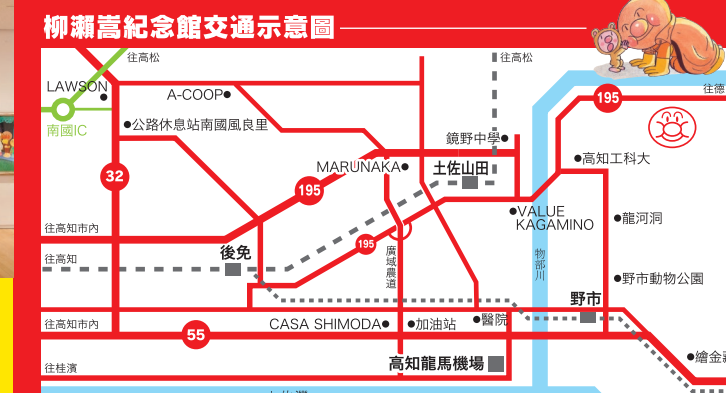 柳瀨嵩紀念館交通示意圖
往高松
往高松
LAWSON
A-COOP
195
往德
南國IC
公路休息站南國風良里
鏡野中學
MARUNAKA
土佐山田
高知工科大
32
195
VALUE
KAGAMINO
龍河洞
往高知市內
195
後免
廣域農道
物部川
往高知
野市動物公園
野市
往高知市內
55
CASA SHIMODA
加油站
醫院
高知龍馬機場
繪金
往桂濱